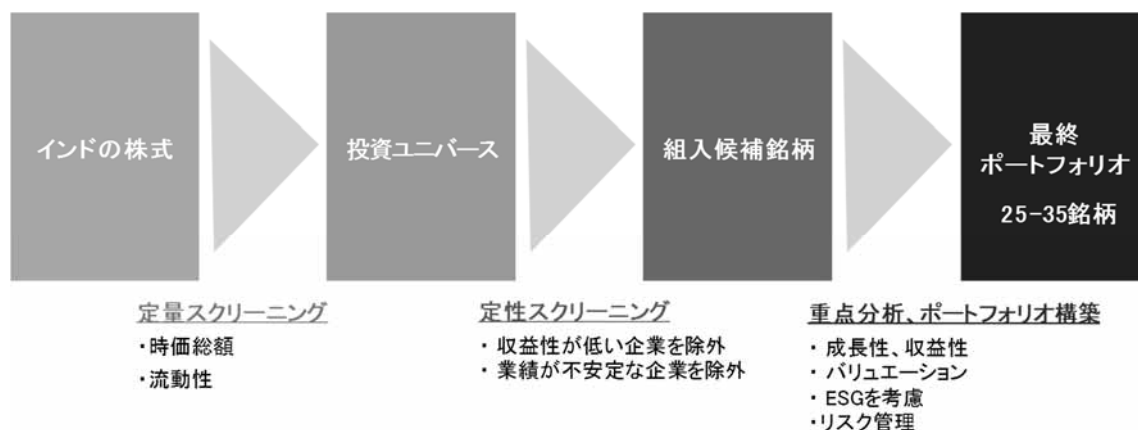 インドの株式
投資ユニバース
組入候補銘柄
最終
ポートフォリオ
25-35銘柄
定量スクリーニング
・時価総額
・流動性
定性スクリーニング
・収益性が低い企業を除外
・業績が不安定な企業を除外
重点分析、ポートフォリオ構築
・成長性、収益性
・バリュエーション
・ESGを考慮
・リスク管理